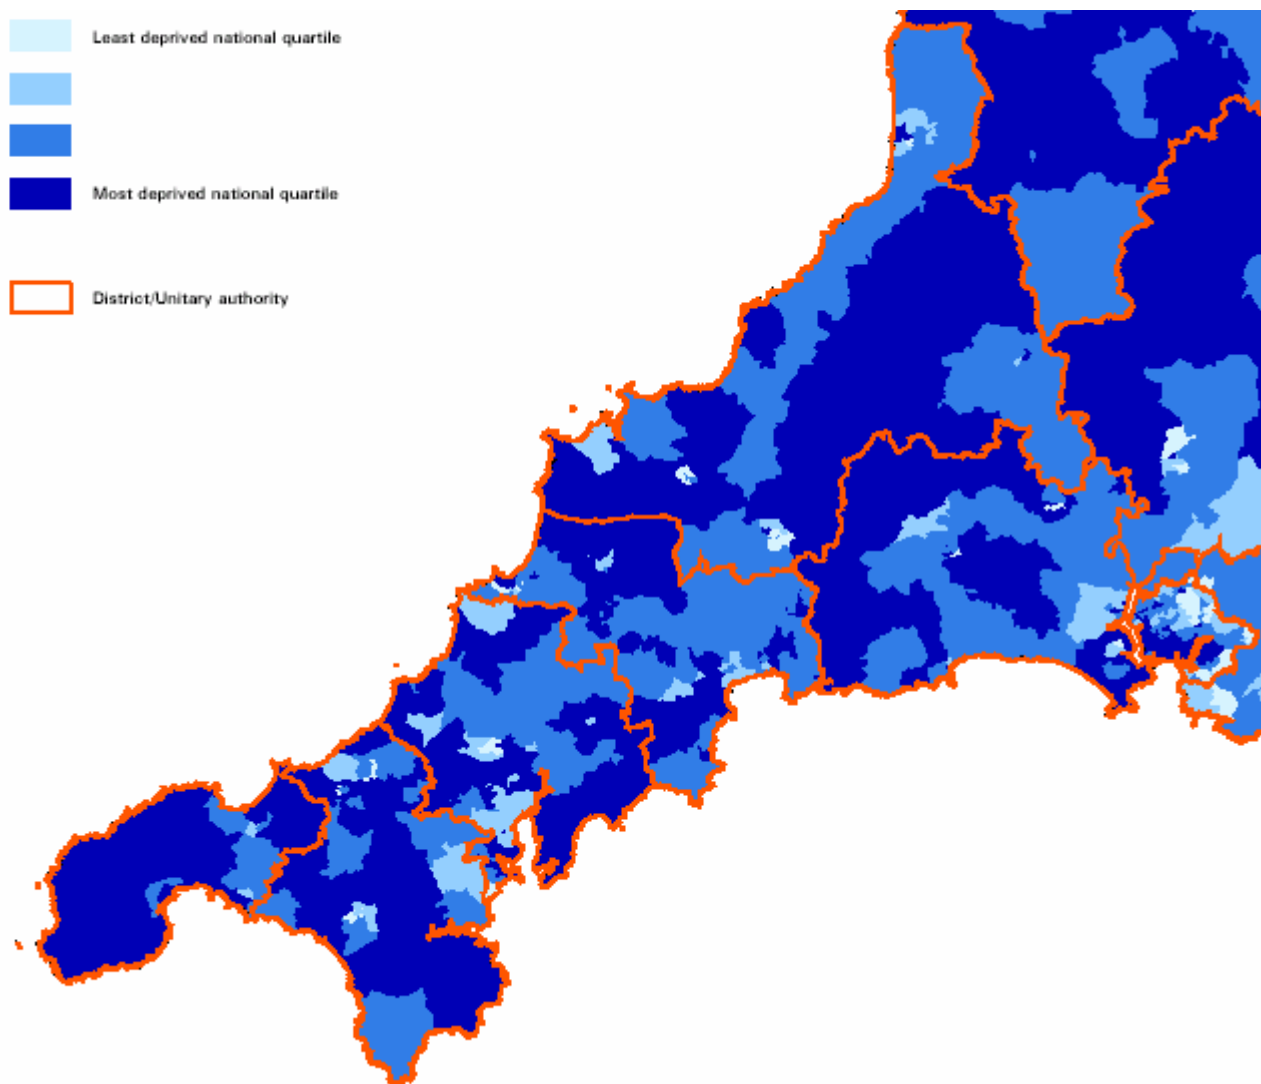 Least deprived national quartile
Most deprived national quartile
District/Unitary authority